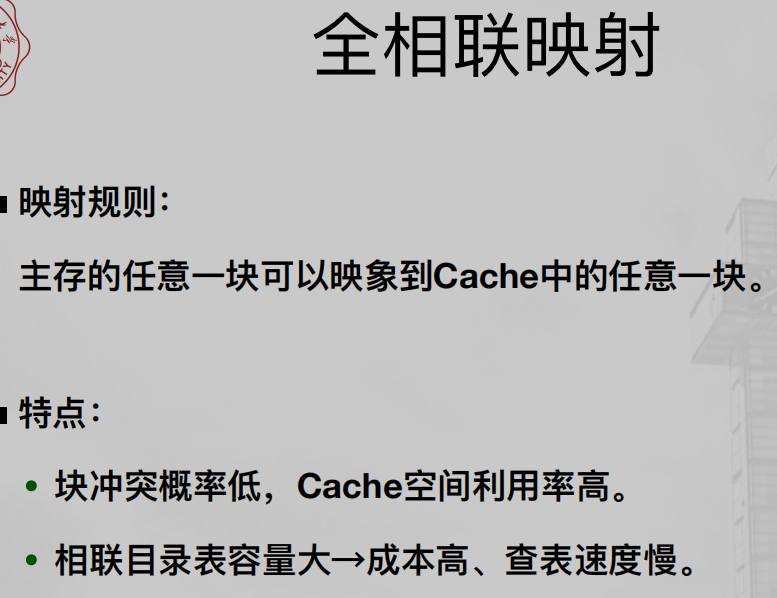 全相联映射
映射规则：
主存的任意一块可以映象到Cache中的任意一块。
特点：
块冲突概率低，Cache空间利用率高。
相联目录表容量大→成本高、查表速度慢。